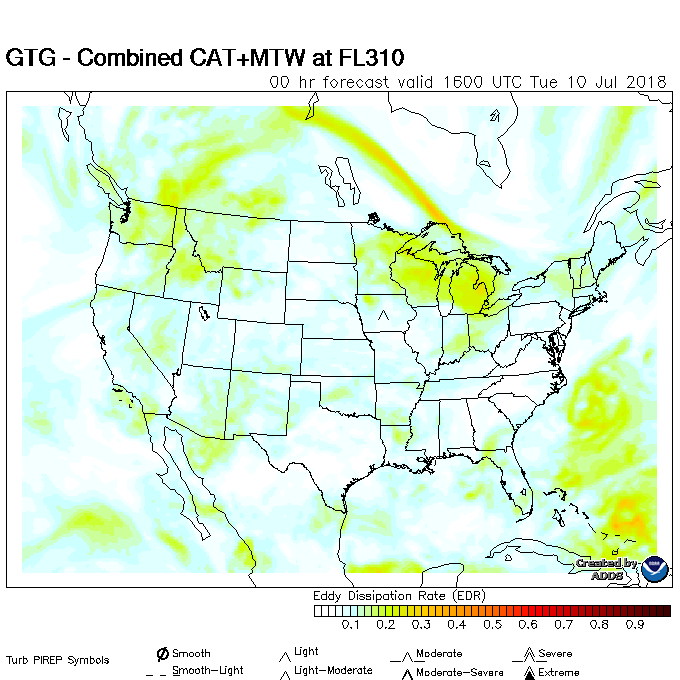 GTG - Combined CAT+MTW at FL310
00 hr forecast valid 1600 UTC Tue 10 Jul 2018
Created by
ADDS
Eddy Dissipation Rate (EDR)
0.1 0.2 0.3 0.4 0.5 0.6 0.7 0.8 0.9
Turb PIREP Symbols
Smooth Light Moderate Severe
Smooth-Light Light-Moderate Moderate-Severe Extreme